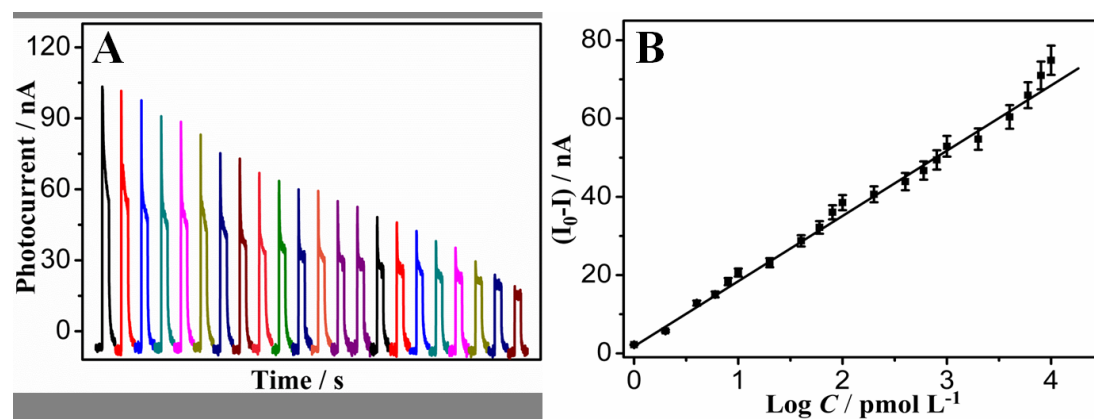 A
120
90
60
30
0
Photocurrent / nA
Time / s
B
80
60
40
20
0
(I₀-I) / nA
0 1 2 3 4
Log C / pmol L⁻¹